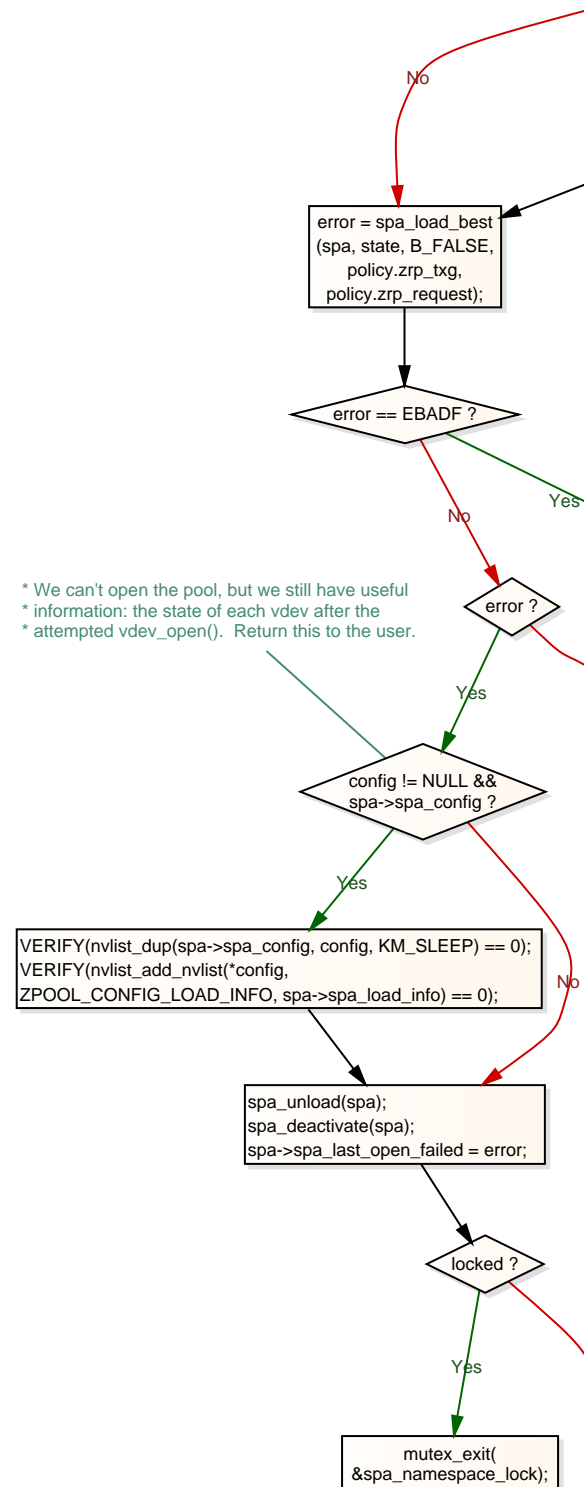 No
error = spa_load_best
(spa, state, B_FALSE,
policy.zrp_txg,
policy.zrp_request);
error == EBADF ?
Yes
No
* We can't open the pool, but we still have useful
* information: the state of each vdev after the
* attempted vdev_open().  Return this to the user.
error ?
Yes
config != NULL &&
spa->spa_config ?
Yes
VERIFY(nvlist_dup(spa->spa_config, config, KM_SLEEP) == 0);
VERIFY(nvlist_add_nvlist(*config,
ZPOOL_CONFIG_LOAD_INFO, spa->spa_load_info) == 0);
No
spa_unload(spa);
spa_deactivate(spa);
spa->spa_last_open_failed = error;
locked ?
Yes
mutex_exit(
&spa_namespace_lock);